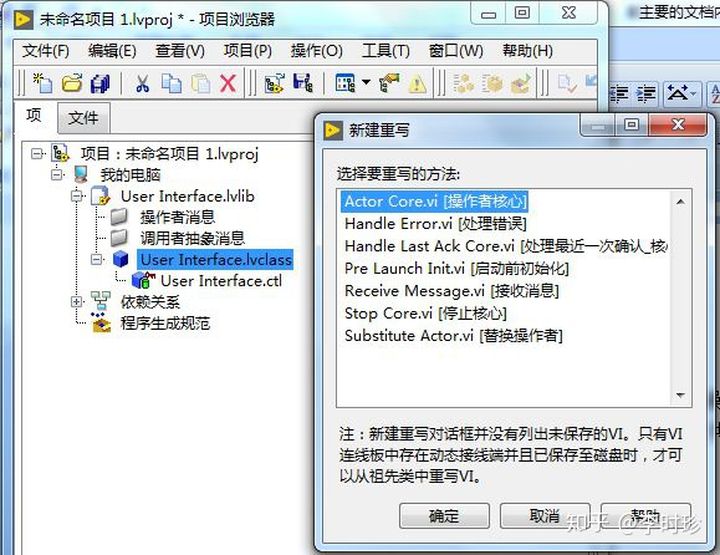 未命名项目 1.lvproj * - 项目浏览器
主要的文档内
文件(F) 编辑(E) 查看(V) 项目(P) 操作(O) 工具(T) 窗口(W) 帮助(H)
项 文件
项目：未命名项目 1.lvproj
我的电脑
User Interface.lvlib
操作者消息
调用者抽象消息
User Interface.lvclass
User Interface.ctl
依赖关系
程序生成规范
新建重写
选择要重写的方法:
Actor Core.vi [操作者核心]
Handle Error.vi [处理错误]
Handle Last Ack Core.vi [处理最近一次确认_核心
Pre Launch Init.vi [启动前初始化]
Receive Message.vi [接收消息]
Stop Core.vi [停止核心]
Substitute Actor.vi [替换操作者]
注：新建重写对话框并没有列出未保存的VI。只有VI
连线板中存在动态接线端并且已保存至磁盘时，才可
以从祖先类中重写VI。
确定 取消 帮助
知乎 @李时珍